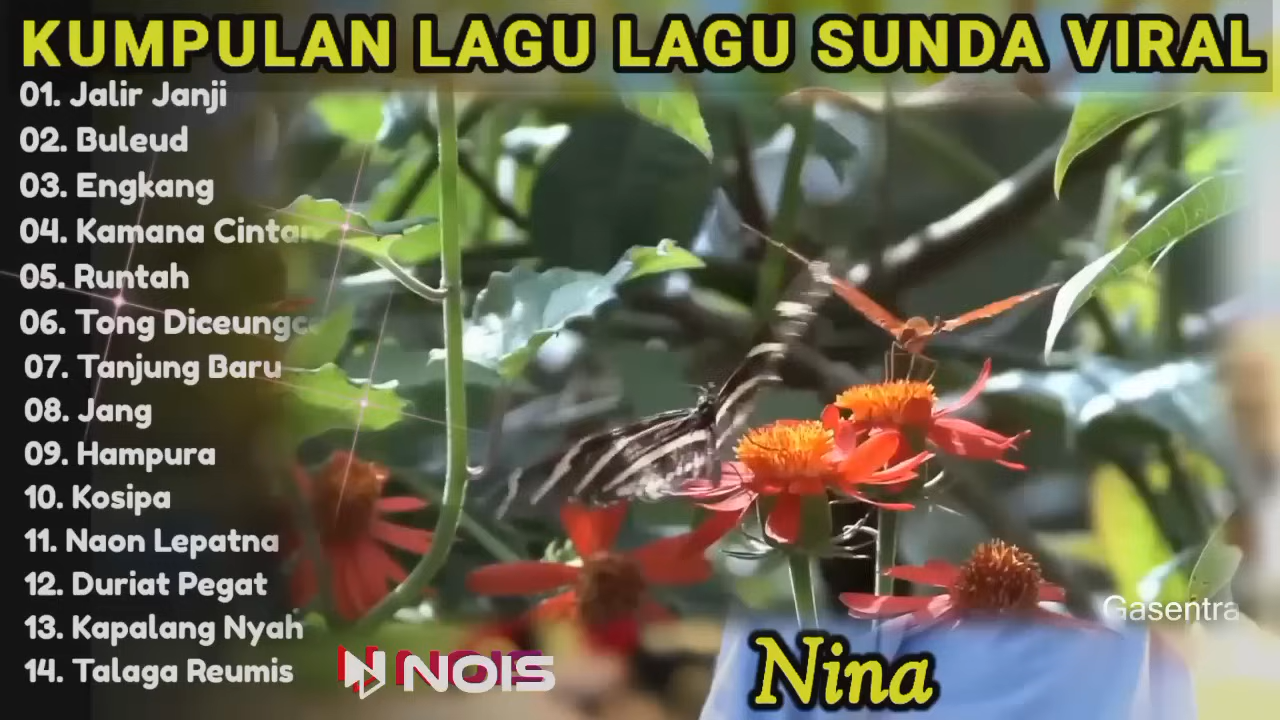 KUMPULAN LAGU LAGU SUNDA VIRAL
01. Jalir Janji
02. Buleud
03. Engkang
04. Kamana
05. Runtah
06. Tong
07. Tanjung Baru
08. Jang
09. Hampura
10. Kosipa
11. Naon Lepatna
12. Duriat Pegat
13. Kapalang Nyah
14. Talaga Reumis
NOIS
Nina
Gasentra